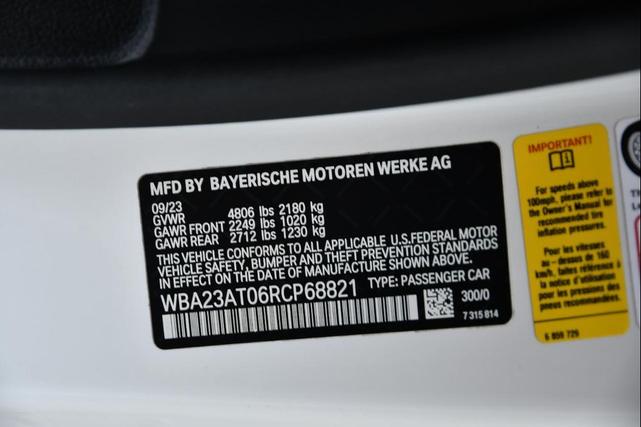 MFD BY BAYERISCHE MOTOREN WERKE AG
09/23
GVWR 4806 lbs 2180 kg
GAWR FRONT 2249 lbs 1020 kg
GAWR REAR 2712 lbs 1230 kg
THIS VEHICLE CONFORMS TO ALL APPLICABLE U.S.FEDERAL MOTOR
VEHICLE SAFETY, BUMPER AND THEFT PREVENTION STANDARDS
IN EFFECT ON THE DATE OF MANUFACTURE SHOWN ABOVE.
WBA23AT06RCP68821 TYPE: PASSENGER CAR
300/0
7 315 814
IMPORTANT!
For speeds above
100mph, please refer to
the Owner's Manual for
recommended tire
inflation pressures.
Pour les vitesses
au - dessus de 160
km/h, veuillez consulter
la notice d'utilisation
pour les pressions de
pneus recommandées.
6 859 729